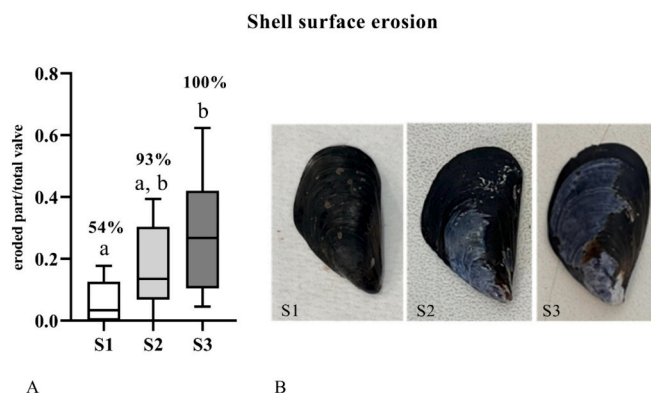 Shell surface erosion
eroded part/total valve
0.8
0.6
0.4
0.2
0.0
54%
a
93%
a, b
100%
b
S1 S2 S3
A
S1
S2
S3
B